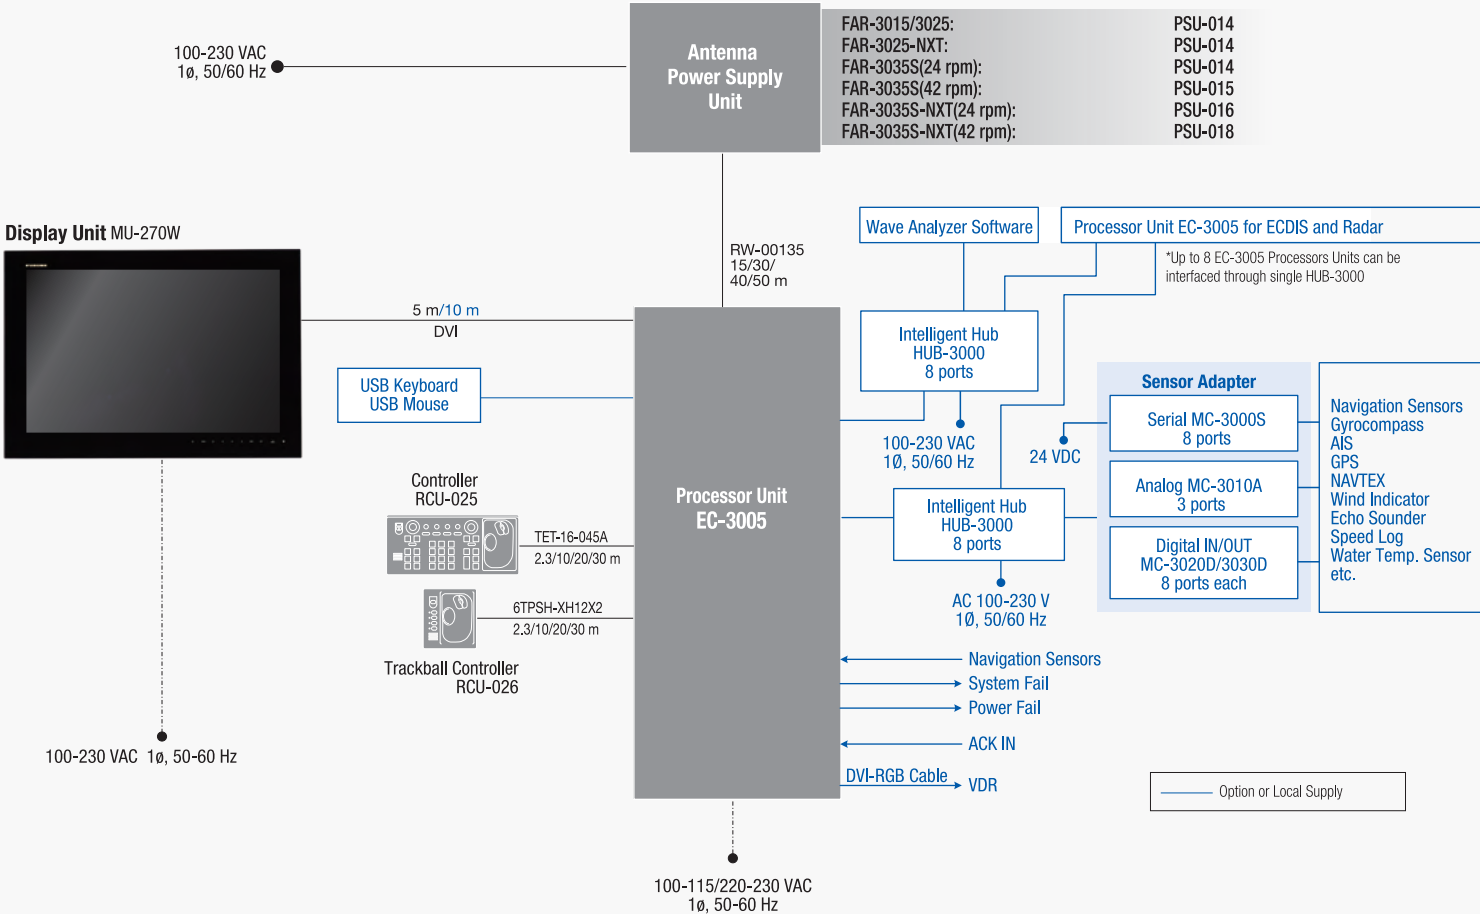 100-230 VAC
1ø, 50/60 Hz
Antenna
Power Supply
Unit
FAR-3015/3025: PSU-014
FAR-3025-NXT: PSU-014
FAR-3035S(24 rpm): PSU-014
FAR-3035S(42 rpm): PSU-015
FAR-3035S-NXT(24 rpm): PSU-016
FAR-3035S-NXT(42 rpm): PSU-018
Display Unit MU-270W
RW-00135
15/30/
40/50 m
Wave Analyzer Software
Processor Unit EC-3005 for ECDIS and Radar
*Up to 8 EC-3005 Processors Units can be
interfaced through single HUB-3000
5 m/10 m
DVI
USB Keyboard
USB Mouse
Intelligent Hub
HUB-3000
8 ports
100-230 VAC
1Ø, 50/60 Hz
24 VDC
Sensor Adapter
Serial MC-3000S
8 ports
Analog MC-3010A
3 ports
Digital IN/OUT
MC-3020D/3030D
8 ports each
Navigation Sensors
Gyrocompass
AIS
GPS
NAVTEX
Wind Indicator
Echo Sounder
Speed Log
Water Temp. Sensor
etc.
Controller
RCU-025
TET-16-045A
2.3/10/20/30 m
Processor Unit
EC-3005
Intelligent Hub
HUB-3000
8 ports
AC 100-230 V
1Ø, 50/60 Hz
6TPSH-XH12X2
2.3/10/20/30 m
Trackball Controller
RCU-026
Navigation Sensors
System Fail
Power Fail
ACK IN
DVI-RGB Cable
VDR
100-230 VAC 1ø, 50-60 Hz
Option or Local Supply
100-115/220-230 VAC
1ø, 50-60 Hz